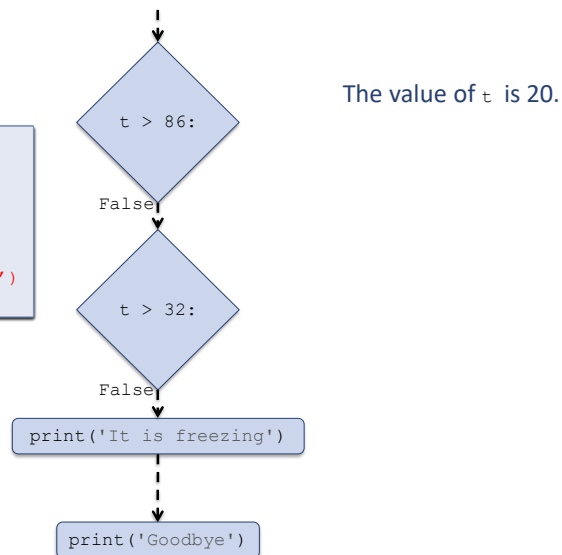 t > 86:
The value of t is 20.
False
')
t > 32:
False
print('It is freezing')
print('Goodbye')